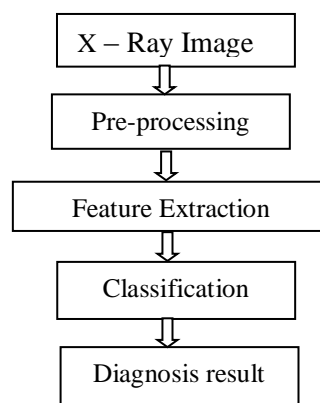 X – Ray Image
Pre-processing
Feature Extraction
Classification
Diagnosis result